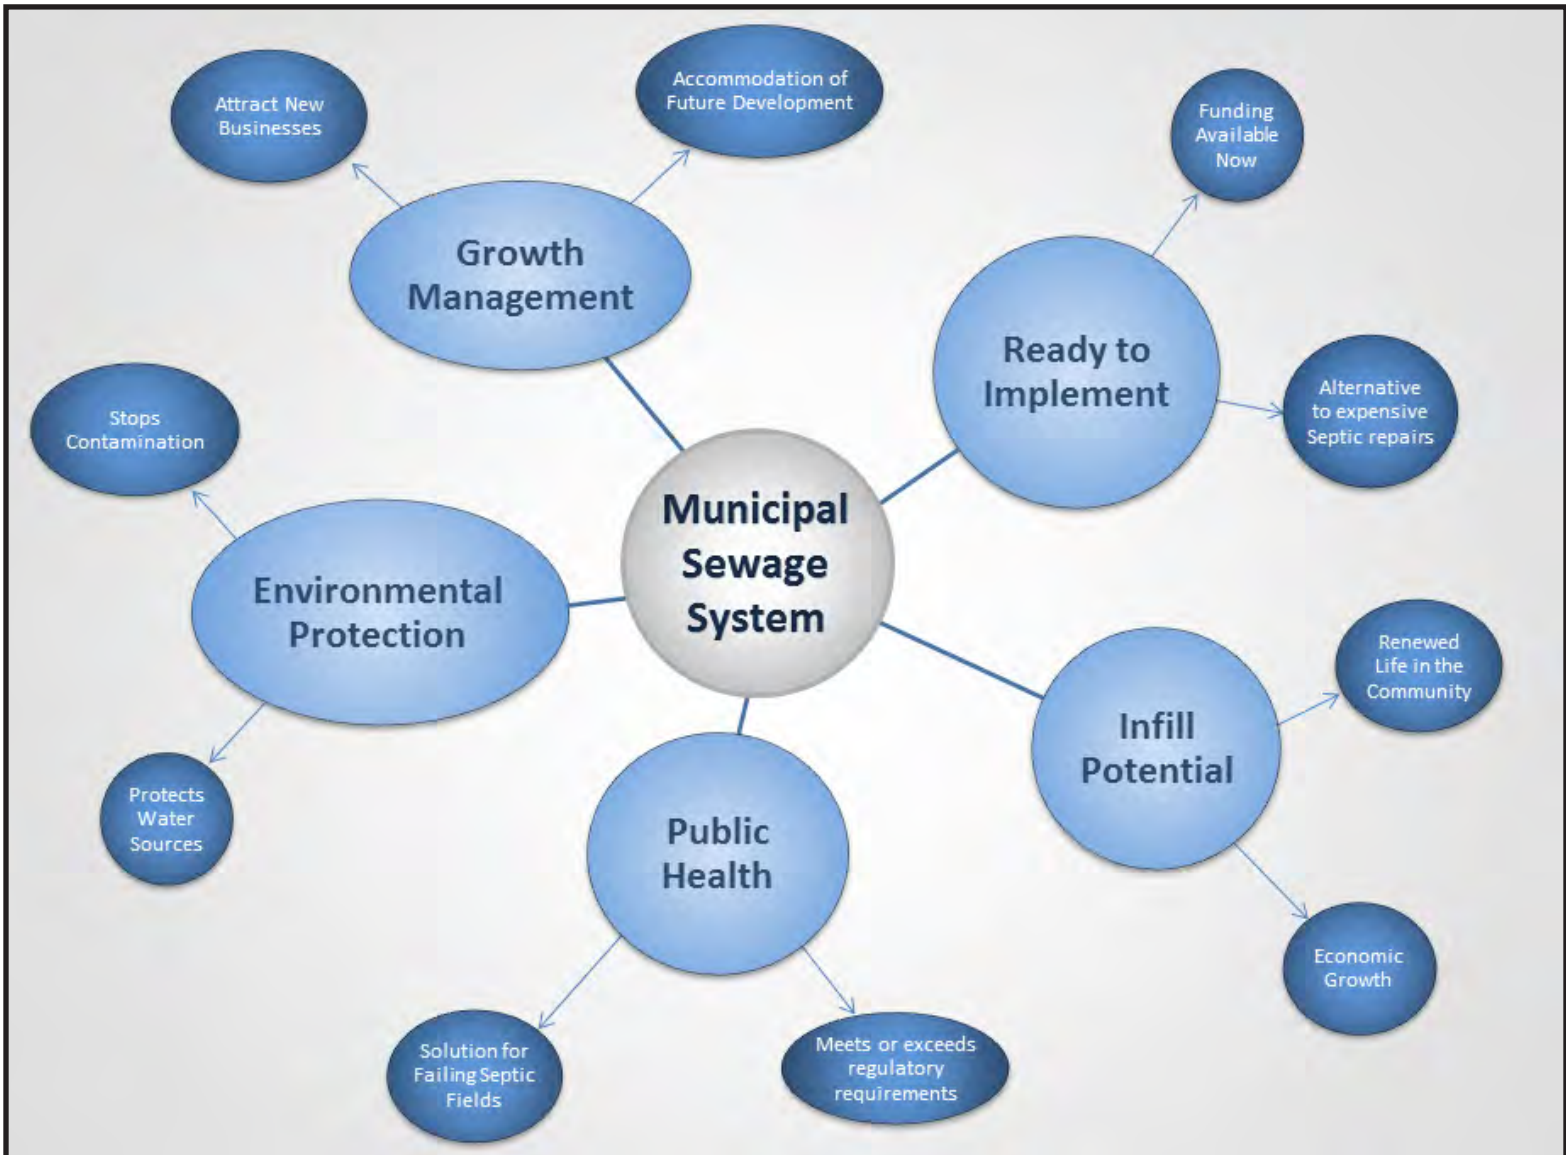 Attract New
Businesses
Accommodation of
Future Development
Funding
Available
Now
Growth
Management
Ready to
Implement
Alternative
to expensive
Septic repairs
Stops
Contamination
Municipal
Sewage
System
Environmental
Protection
Renewed
Life in the
Community
Infill
Potential
Protects
Water
Sources
Public
Health
Economic
Growth
Solution for
Failing Septic
Fields
Meets or exceeds
regulatory
requirements